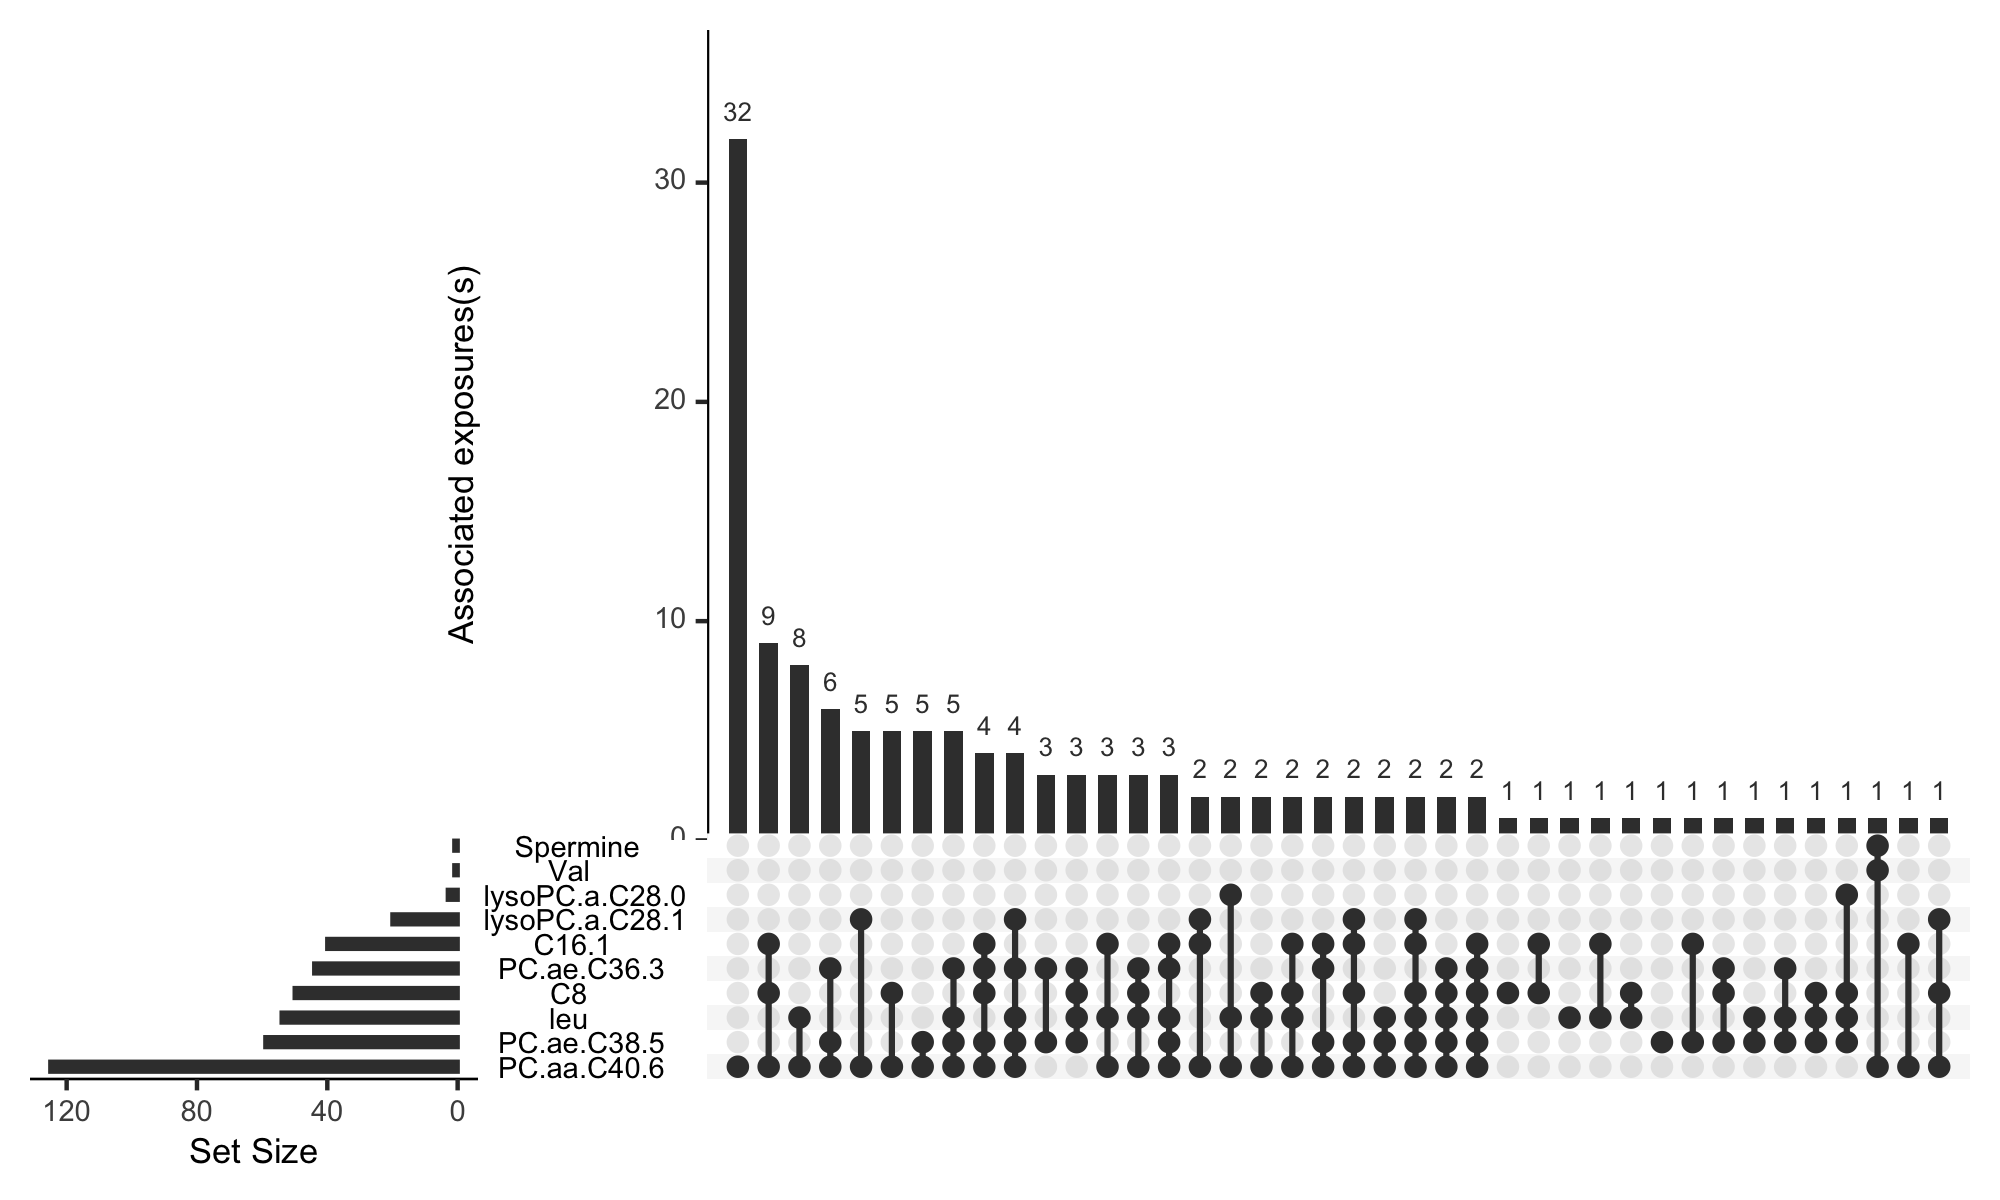 32
9
8
6
5 5 5 5
4 4
3 3 3 3 3
2 2 2 2 2 2 2 2 2 2
1 1 1 1 1 1 1 1 1 1 1 1 1 1 1
30
20
10
0
Associated exposures(s)
Spermine
Val
lysoPC.a.C28.0
lysoPC.a.C28.1
C16.1
PC.ae.C36.3
C8
leu
PC.ae.C38.5
PC.aa.C40.6
120 80 40 0
Set Size